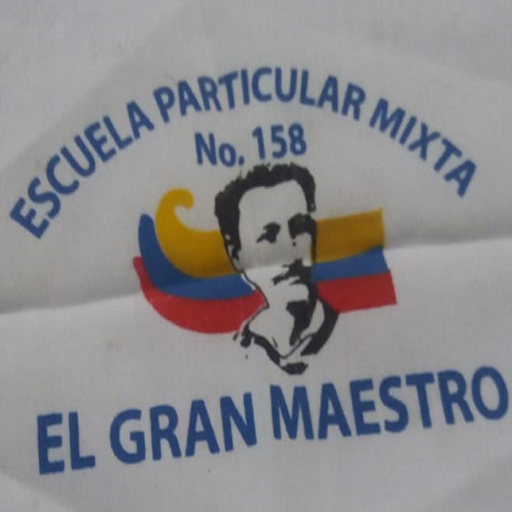 ESCUELA PARTICULAR MIXTA
No. 158
EL GRAN MAESTRO